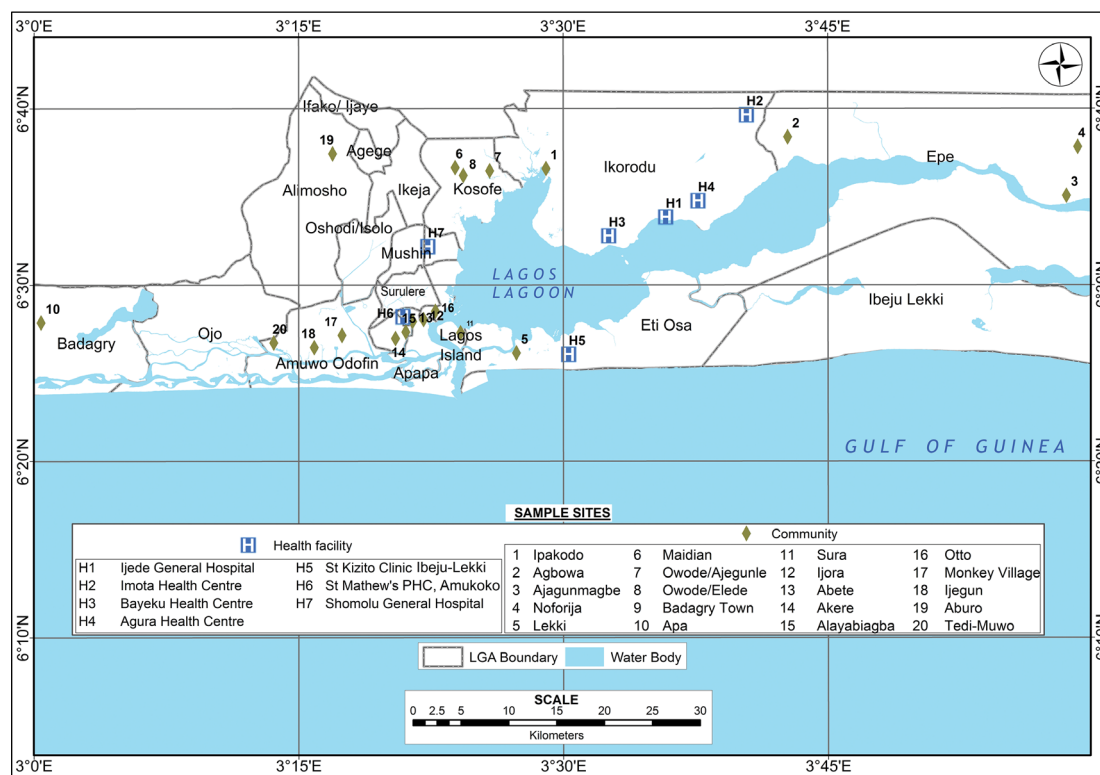 3°0'E 3°15'E 3°30'E 3°45'E
6°40'N
6°30'N
6°20'N
6°10'N
Ifako/ Ijaye
19
Agege
Alimosho
Ikeja
6
8
7
Kosofe
1
Ikorodu
H2
2
Epe
4
3
Oshodi/Isolo
H7
Mushin
H3
H1
H4
LAGOS
LAGOON
Surulere
H6
15
13
12
16
11
14
Lagos
Island
Apapa
5
H5
Eti Osa
Ibeju Lekki
10
Badagry
Ojo
20
18
17
Amuwo Odofin
GULF OF GUINEA
SAMPLE SITES
H Health facility
H1 Ijede General Hospital
H2 Imota Health Centre
H3 Bayeku Health Centre
H4 Agura Health Centre
H5 St Kizito Clinic Ibeju-Lekki
H6 St Mathew's PHC, Amukoko
H7 Shomolu General Hospital
Community
1 Ipakodo
2 Agbowa
3 Ajagunmagbe
4 Noforija
5 Lekki
6 Maidian
7 Owode/Ajegunle
8 Owode/Elede
9 Badagry Town
10 Apa
11 Sura
12 Ijora
13 Abete
14 Akere
15 Alayabiagba
16 Otto
17 Monkey Village
18 Ijegun
19 Aburo
20 Tedi-Muwo
LGA Boundary
Water Body
SCALE
0 2.5 5 10 15 20 25 30
Kilometers
3°0'E 3°15'E 3°30'E 3°45'E